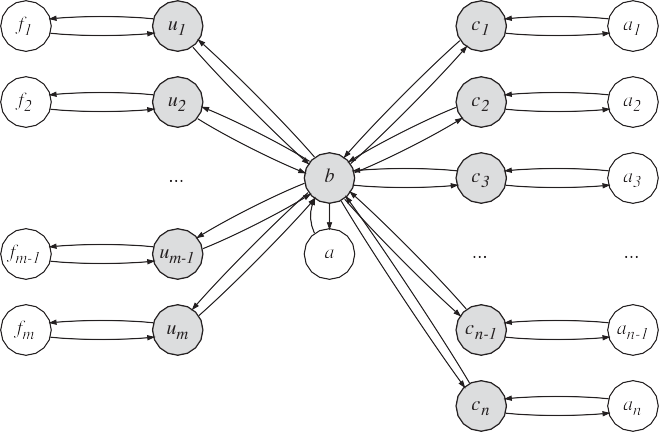 f1 u1 c1 a1
f2 u2 c2 a2
... b c3 a3
fm-1 um-1 a ... ...
fm um cn-1 an-1
cn an